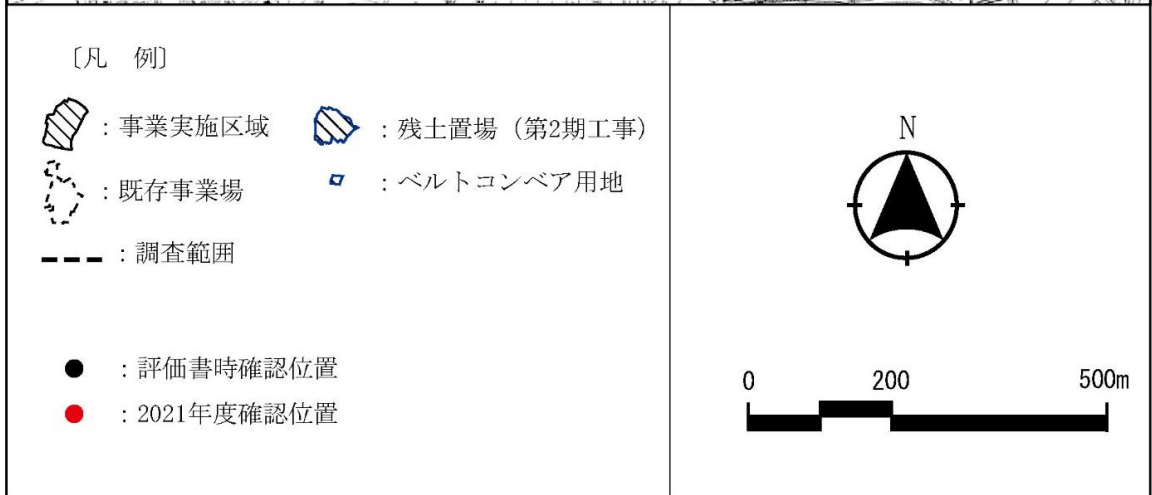 〔凡　例〕
：事業実施区域
：残土置場（第2期工事）
：既存事業場
：ベルトコンベア用地
：調査範囲
：評価書時確認位置
：2021年度確認位置
N
0 200 500m